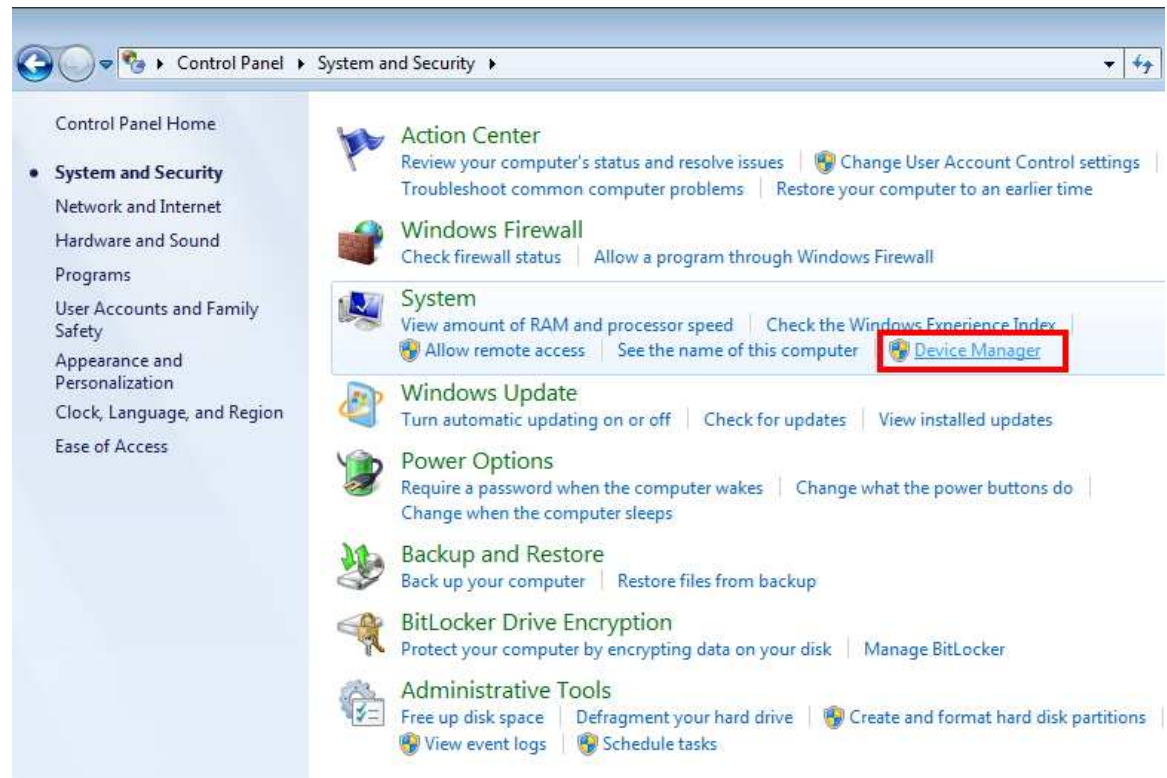 Control Panel System and Security
Control Panel Home
System and Security
Network and Internet
Hardware and Sound
Programs
User Accounts and Family
Safety
Appearance and
Personalization
Clock, Language, and Region
Ease of Access
Action Center
Review your computer's status and resolve issues Change User Account Control settings
Troubleshoot common computer problems Restore your computer to an earlier time
Windows Firewall
Check firewall status Allow a program through Windows Firewall
System
View amount of RAM and processor speed Check the Windows Experience Index
Allow remote access See the name of this computer Device Manager
Windows Update
Turn automatic updating on or off Check for updates View installed updates
Power Options
Require a password when the computer wakes Change what the power buttons do
Change when the computer sleeps
Backup and Restore
Back up your computer Restore files from backup
BitLocker Drive Encryption
Protect your computer by encrypting data on your disk Manage BitLocker
Administrative Tools
Free up disk space Defragment your hard drive Create and format hard disk partitions
View event logs Schedule tasks